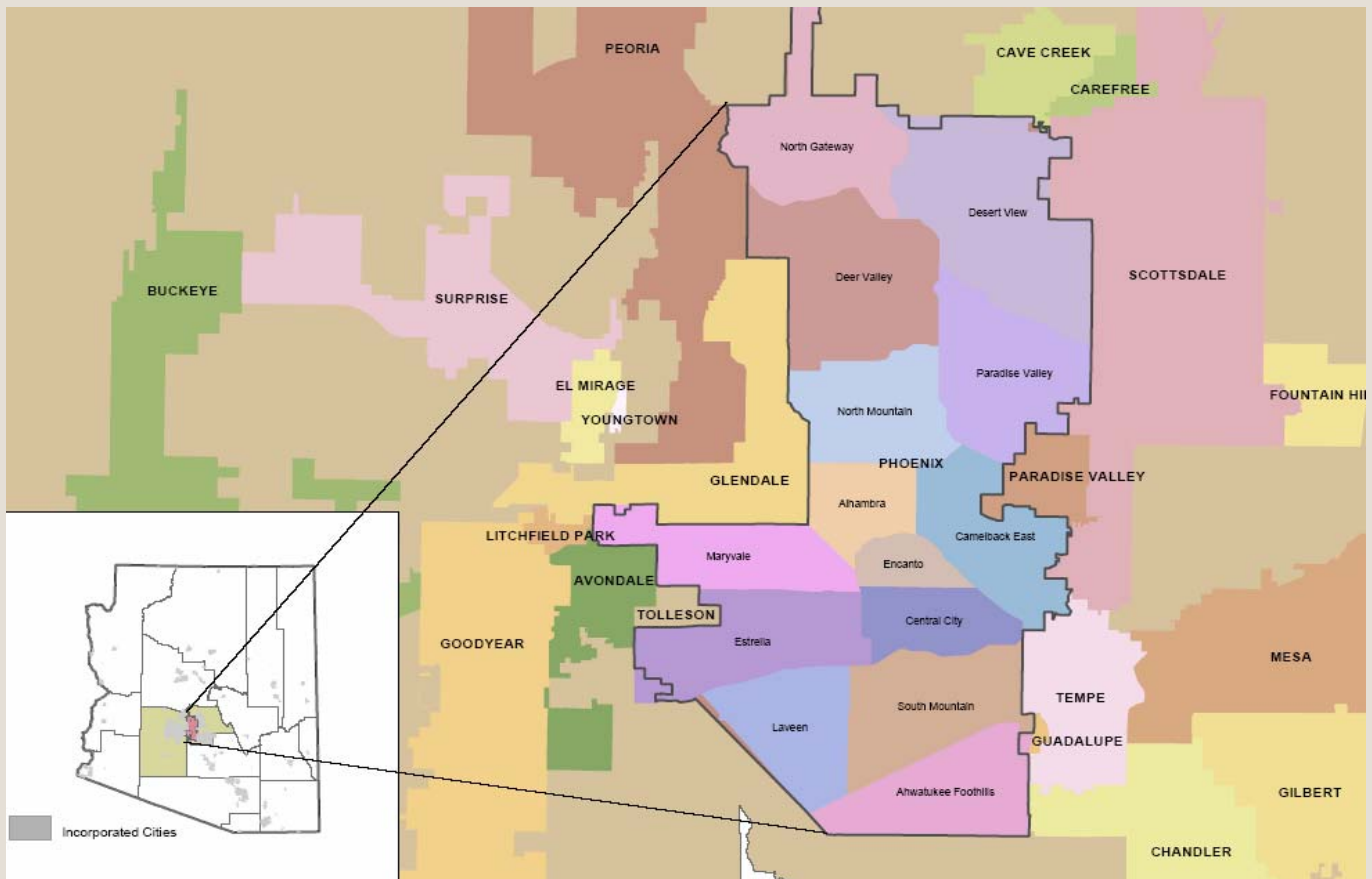 PEORIA
CAVE CREEK
CAREFREE
North Gateway
Desert View
Deer Valley
SCOTTSDALE
BUCKEYE
SURPRISE
Paradise Valley
EL MIRAGE
FOUNTAIN HI
North Mountain
YOUNGTOWN
PHOENIX
PARADISE VALLEY
GLENDALE
Alhambra
LITCHFIELD PARK
Camelback East
Maryvale
Encanto
AVONDALE
TOLLESON
Central City
Estrella
GOODYEAR
MESA
TEMPE
South Mountain
Laveen
GUADALUPE
Ahwatukee Foothills
GILBERT
Incorporated Cities
CHANDLER